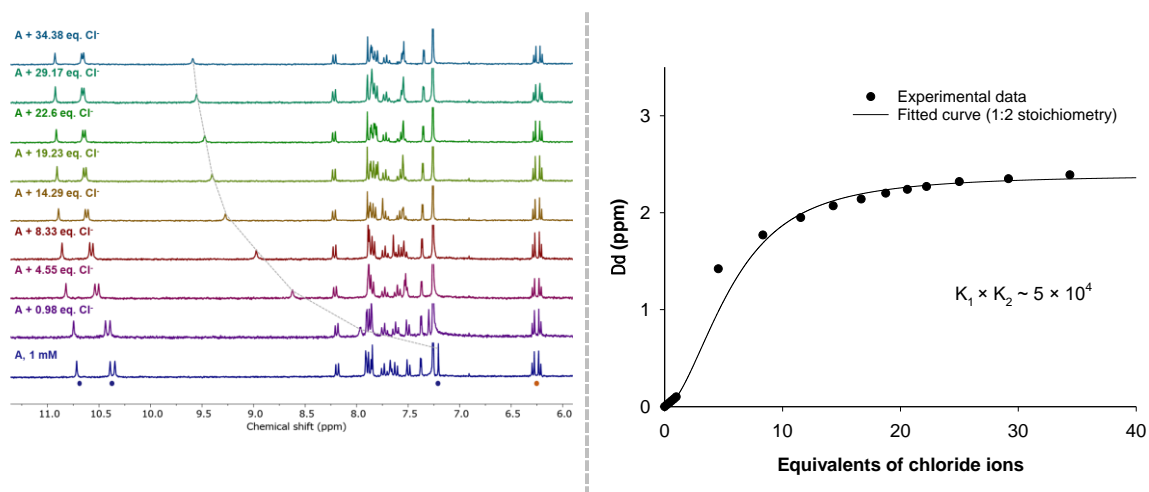 A + 34.38 eq. Cl⁻
A + 29.17 eq. Cl⁻
A + 22.6 eq. Cl⁻
A + 19.23 eq. Cl⁻
A + 14.29 eq. Cl⁻
A + 8.33 eq. Cl⁻
A + 4.55 eq. Cl⁻
A + 0.98 eq. Cl⁻
A, 1 mM
11.0 10.5 10.0 9.5 9.0 8.5 8.0 7.5 7.0 6.5 6.0
Chemical shift (ppm)
Experimental data
Fitted curve (1:2 stoichiometry)
3
2
1
0
Dd (ppm)
K₁ × K₂ ~ 5 × 10⁴
0 10 20 30 40
Equivalents of chloride ions